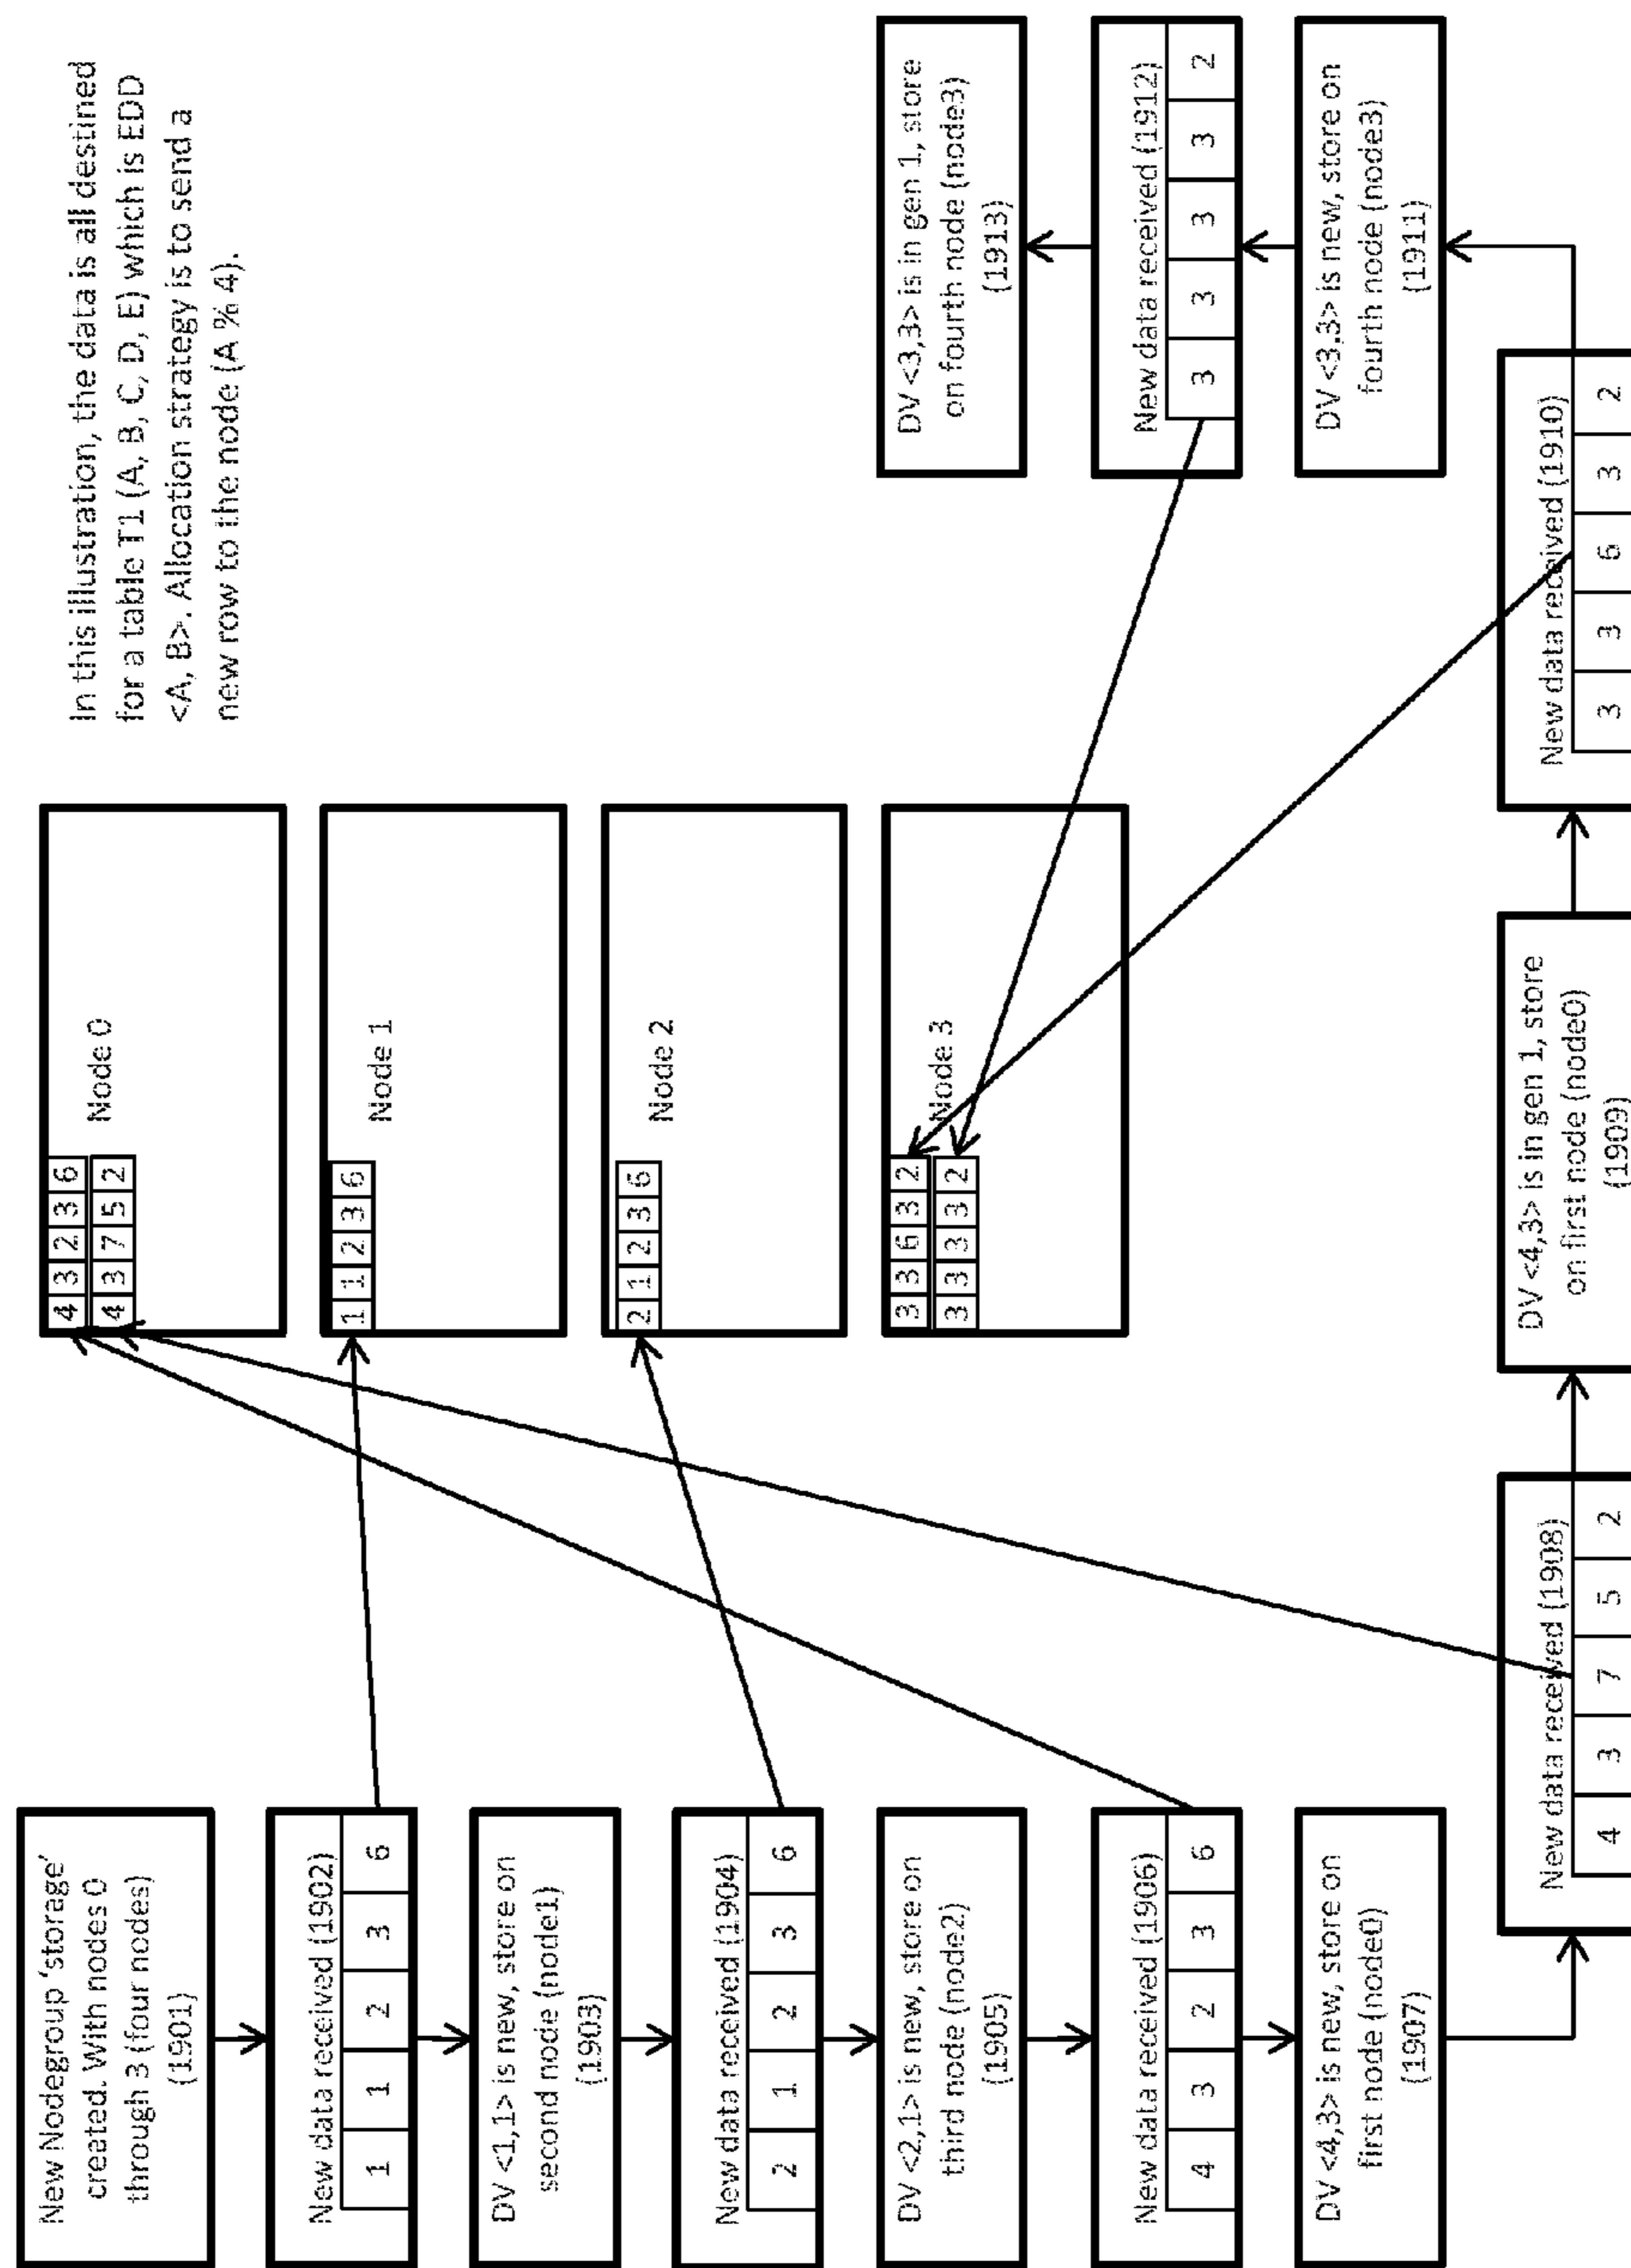 In this illustration, the data is all destined
for a table T1 (A, B, C, D, E) which is EDD
<A, B>. Allocation strategy is to send a
new row to the node (A % 4).
New Nodegroup 'storage'
created. With nodes 0
through 3 (four nodes)
(1901)
New data received (1902)
1 1 2 3 6
DV <1,1> is new, store on
second node (node1)
(1903)
New data received (1904)
2 1 2 3 6
DV <2,1> is new, store on
third node (node2)
(1905)
New data received (1906)
4 3 2 3 6
DV <4,3> is new, store on
first node (node0)
(1907)
New data received (1908)
4 3 7 5 2
DV <4,3> is in gen 1, store
on first node (node0)
(1909)
New data received (1910)
3 3 6 3 2
DV <3,3> is new, store on
fourth node (node3)
(1911)
New data received (1912)
3 3 3 3 2
DV <3,3> is in gen 1, store
on fourth node (node3)
(1913)
4 3 2 3 6
4 3 7 5 2
Node 0
1 1 2 3 6
Node 1
2 1 2 3 6
Node 2
3 3 6 3 2
3 3 3 3 2
Node 3